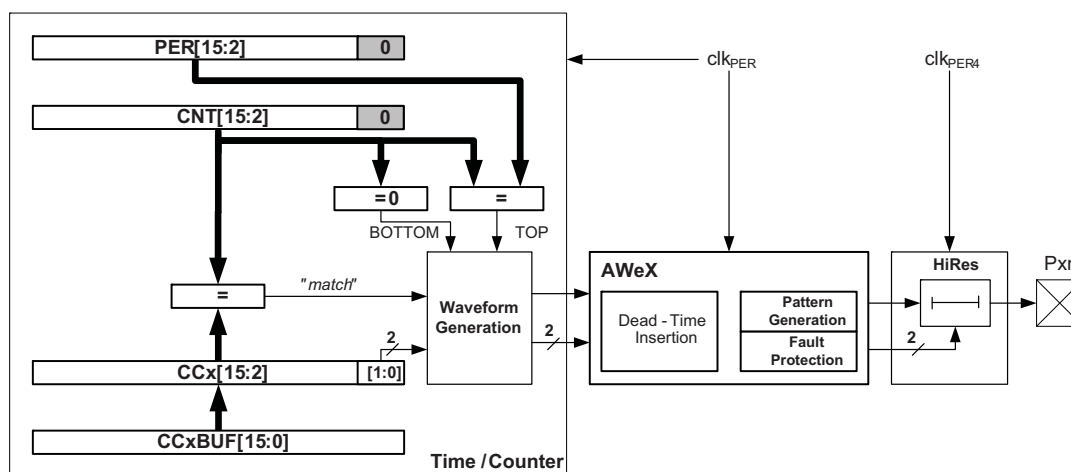 PER[15:2] 0
clkPER
clkPER4
CNT[15:2] 0
= 0
=
BOTTOM
TOP
AWeX
HiRes
Pxn
"match"
=
Waveform
Generation
Dead - Time
Insertion
Pattern
Generation
Fault
Protection
2
2
2
CCx[15:2] [1:0]
CCxBUF[15:0]
Time / Counter